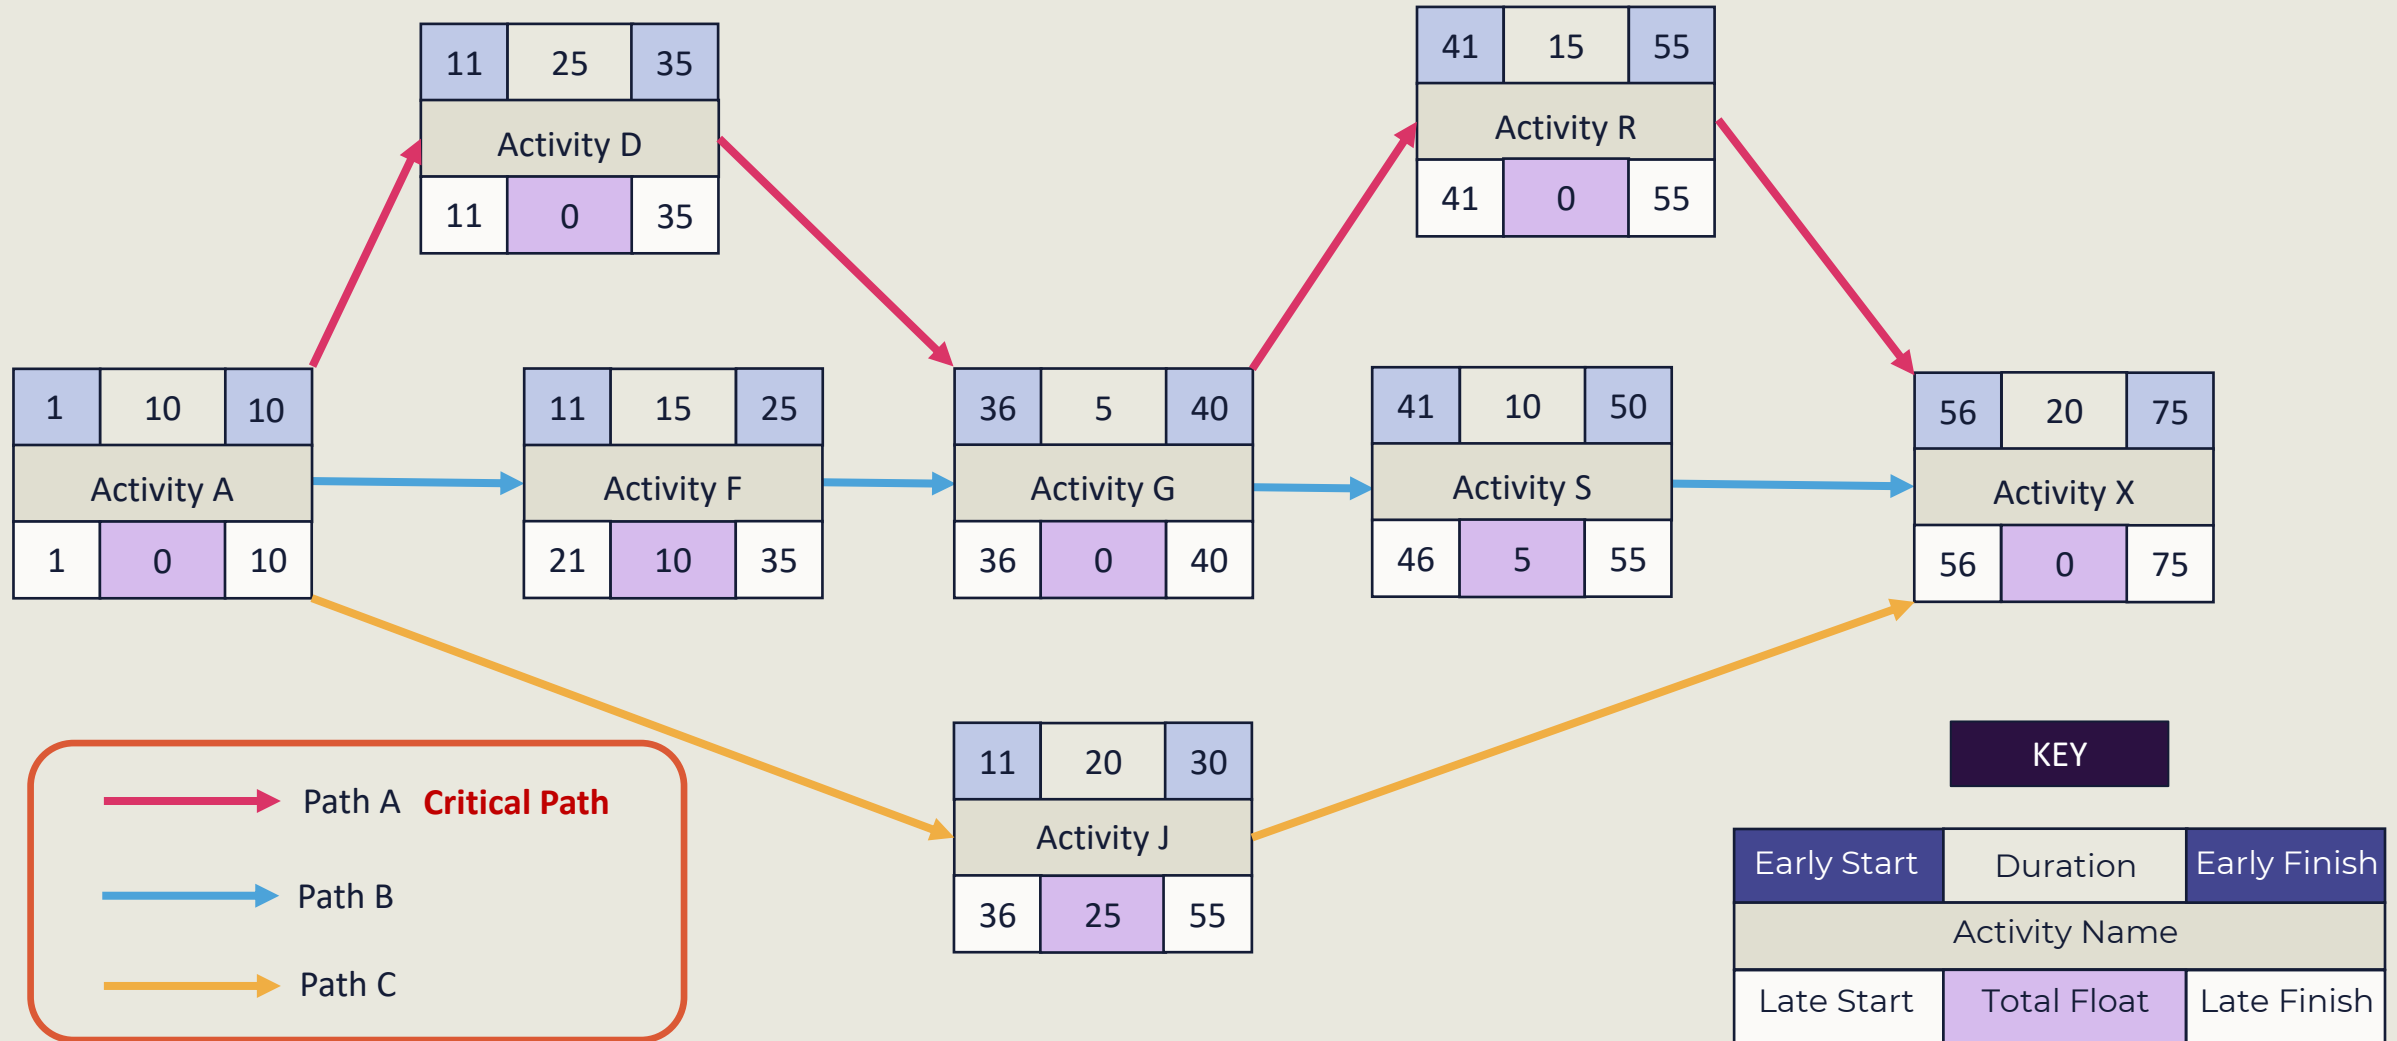 11 25 35
Activity D
11 0 35
41 15 55
Activity R
41 0 55
1 10 10
Activity A
1 0 10
11 15 25
Activity F
21 10 35
36 5 40
Activity G
36 0 40
41 10 50
Activity S
46 5 55
56 20 75
Activity X
56 0 75
11 20 30
Activity J
36 25 55
Path A Critical Path
Path B
Path C
KEY
Early Start Duration Early Finish
Activity Name
Late Start Total Float Late Finish